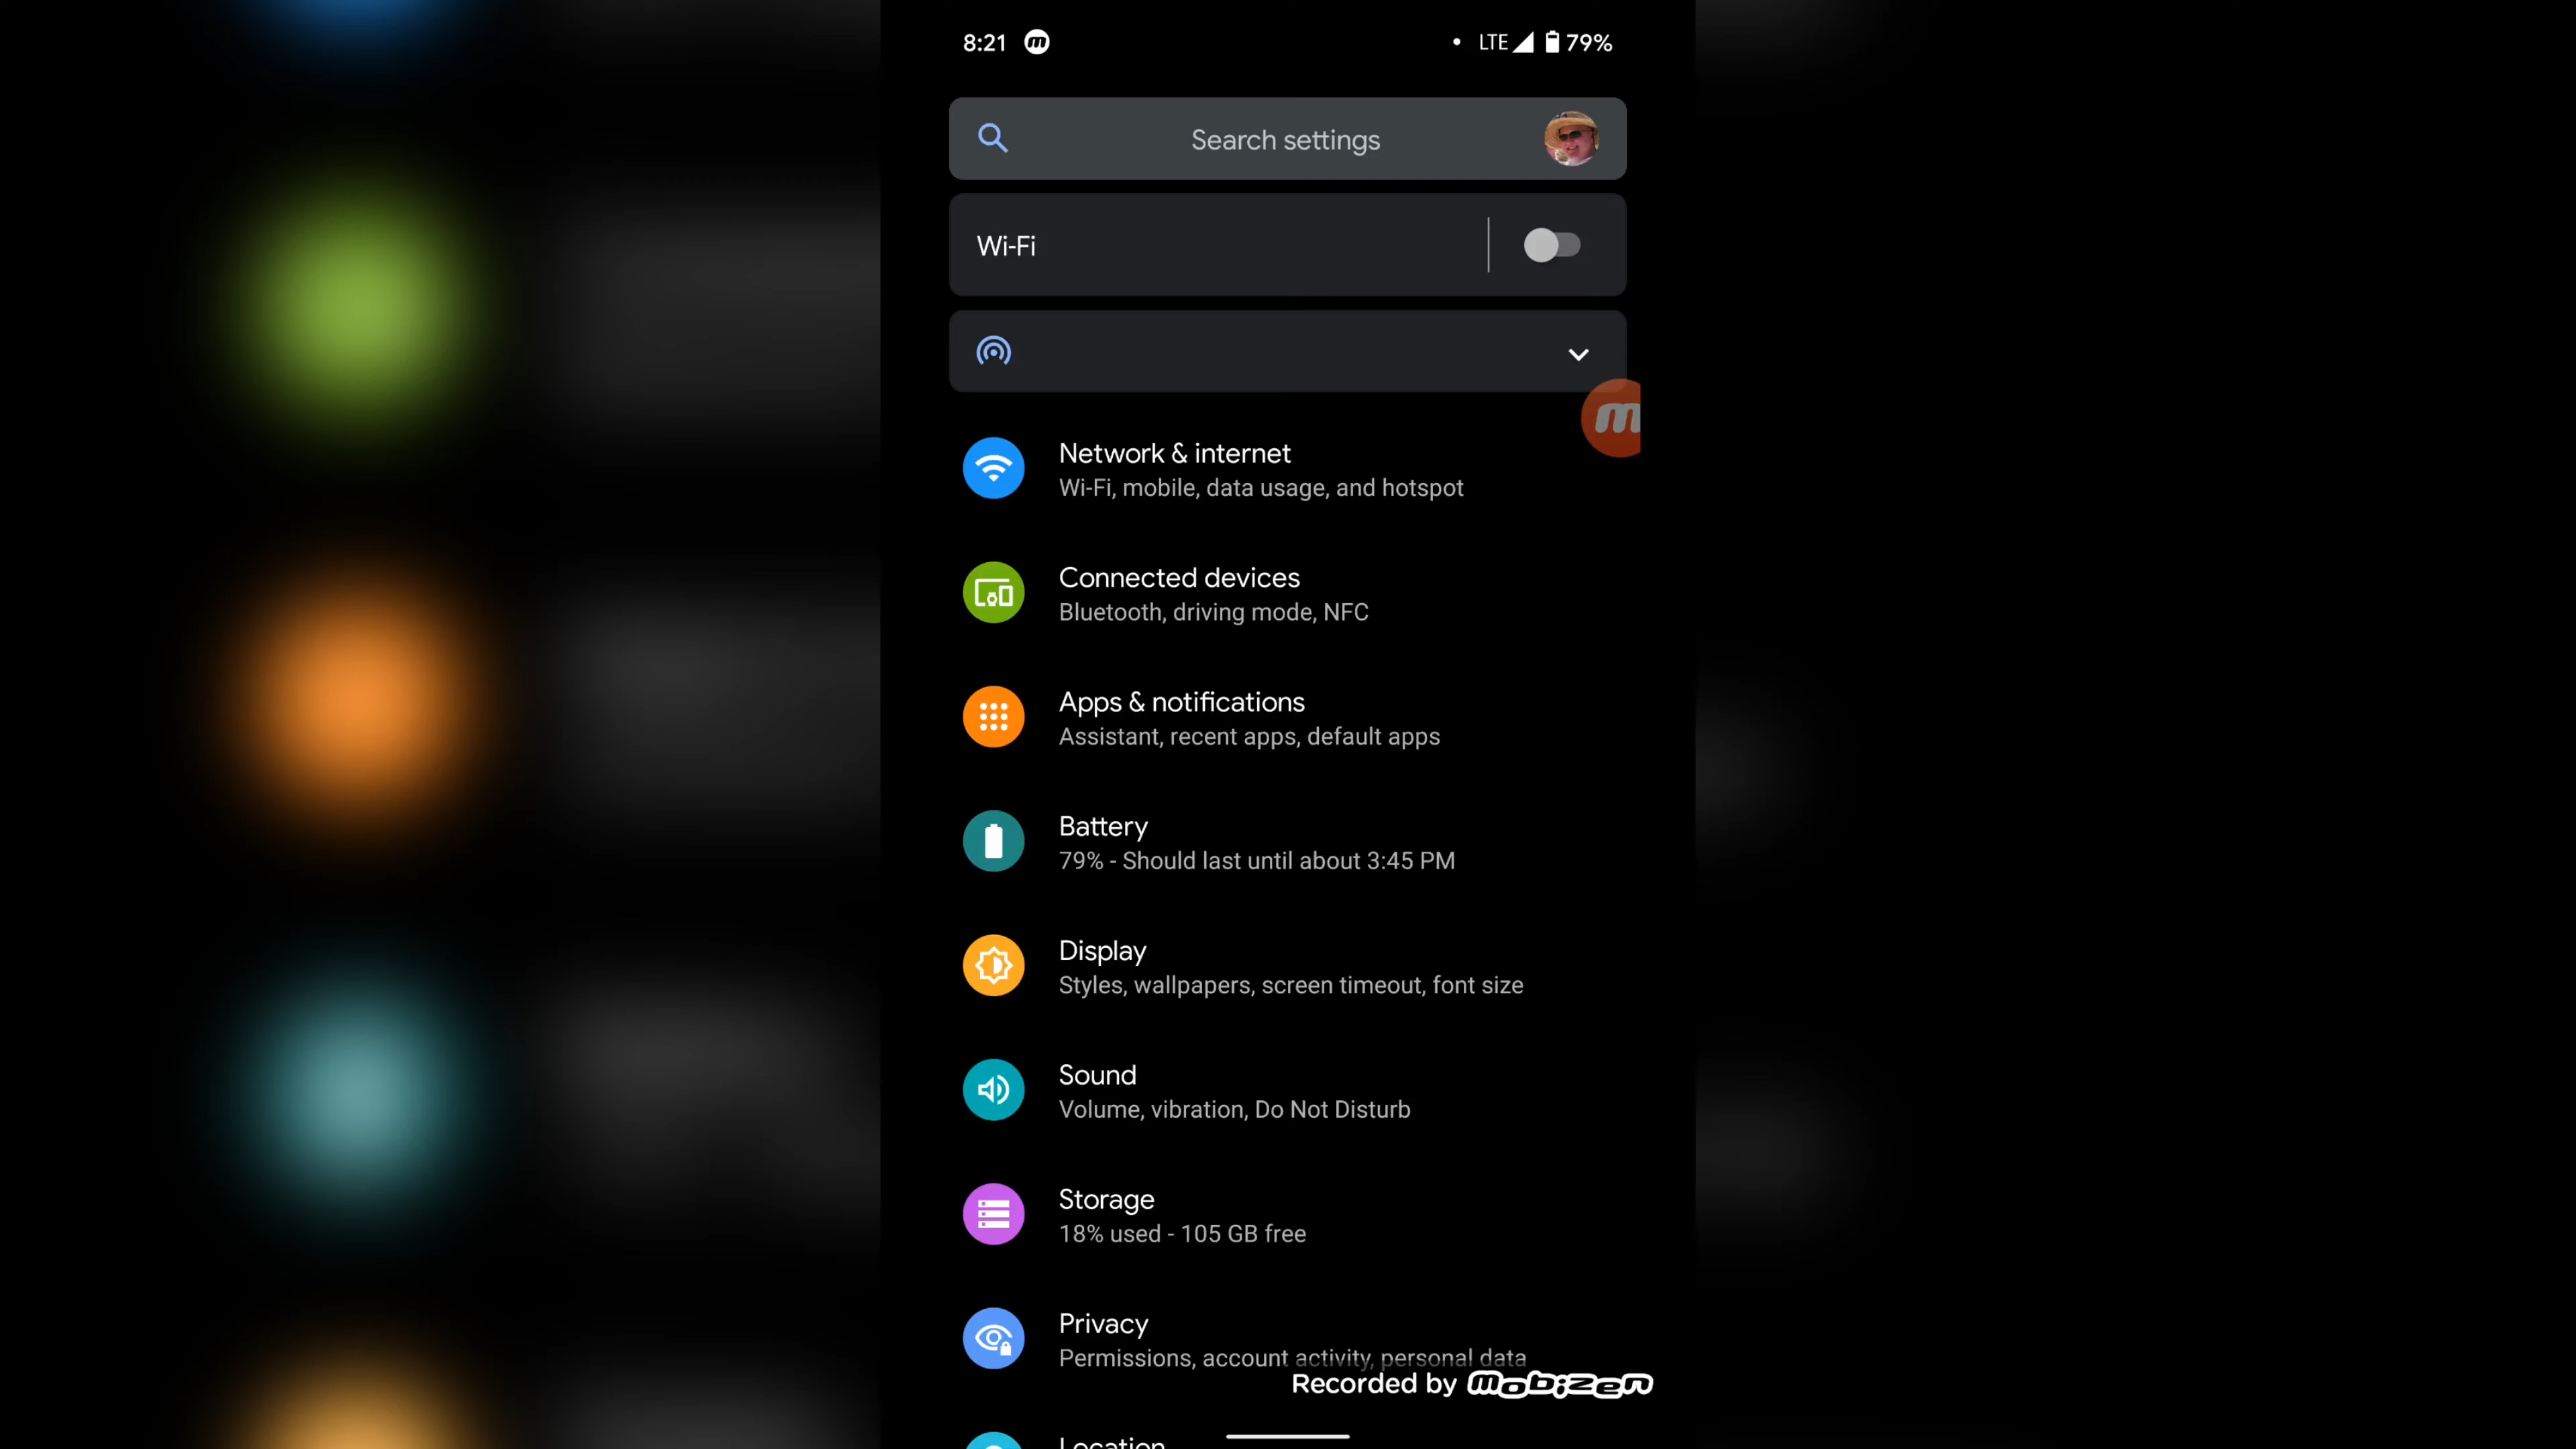 8:21
LTE 79%
Search settings
Wi-Fi
Network & internet
Wi-Fi, mobile, data usage, and hotspot
Connected devices
Bluetooth, driving mode, NFC
Apps & notifications
Assistant, recent apps, default apps
Battery
79% - Should last until about 3:45 PM
Display
Styles, wallpapers, screen timeout, font size
Sound
Volume, vibration, Do Not Disturb
Storage
18% used - 105 GB free
Privacy
Permissions, account activity, personal data
Recorded by mobizen
Location